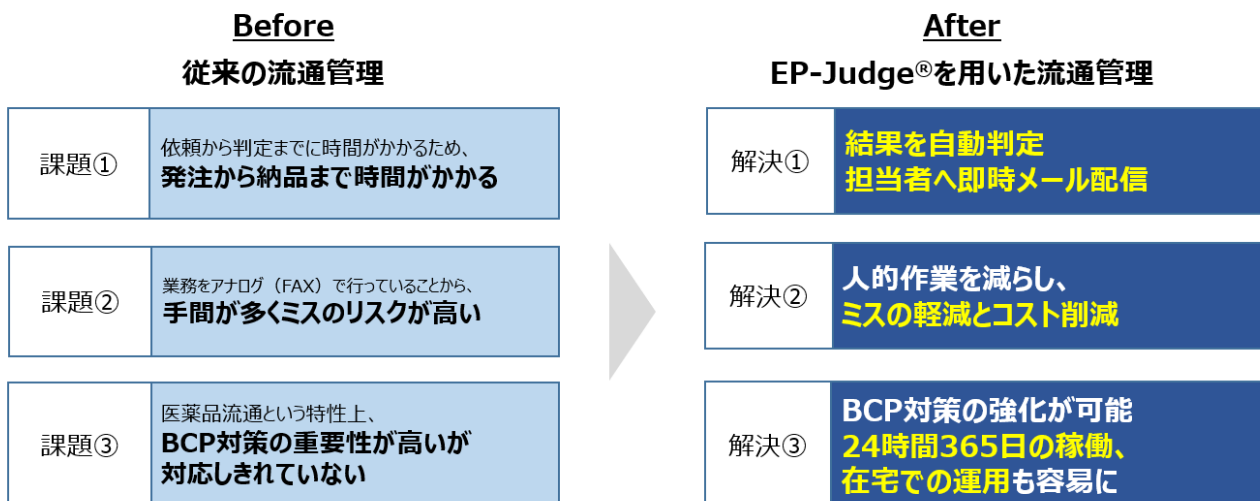 Before
従来の流通管理
課題①
依頼から判定までに時間がかかるため、
発注から納品まで時間がかかる
課題②
業務をアナログ（FAX）で行っていることから、
手間が多くミスのリスクが高い
課題③
医薬品流通という特性上、
BCP対策の重要性が高いが
対応しきれていない
After
EP-Judge®を用いた流通管理
解決①
結果を自動判定
担当者へ即時メール配信
解決②
人的作業を減らし、
ミスの軽減とコスト削減
解決③
BCP対策の強化が可能
24時間365日の稼働、
在宅での運用も容易に